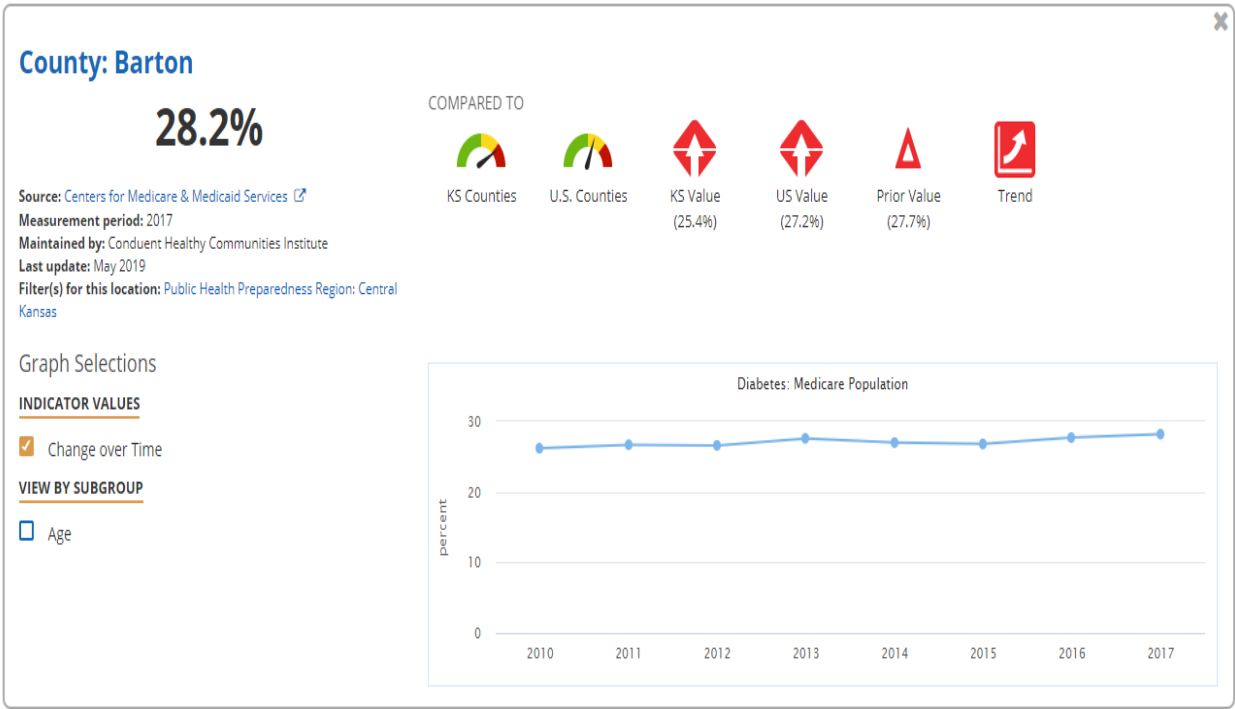 County: Barton
28.2%
Source: Centers for Medicare & Medicaid Services
Measurement period: 2017
Maintained by: Conduent Healthy Communities Institute
Last update: May 2019
Filter(s) for this location: Public Health Preparedness Region: Central
Kansas
COMPARED TO
KS Counties
U.S. Counties
KS Value
(25.4%)
US Value
(27.2%)
Prior Value
(27.7%)
Trend
Graph Selections
INDICATOR VALUES
Change over Time
VIEW BY SUBGROUP
Age
Diabetes: Medicare Population
percent
30
20
10
0
2010 2011 2012 2013 2014 2015 2016 2017